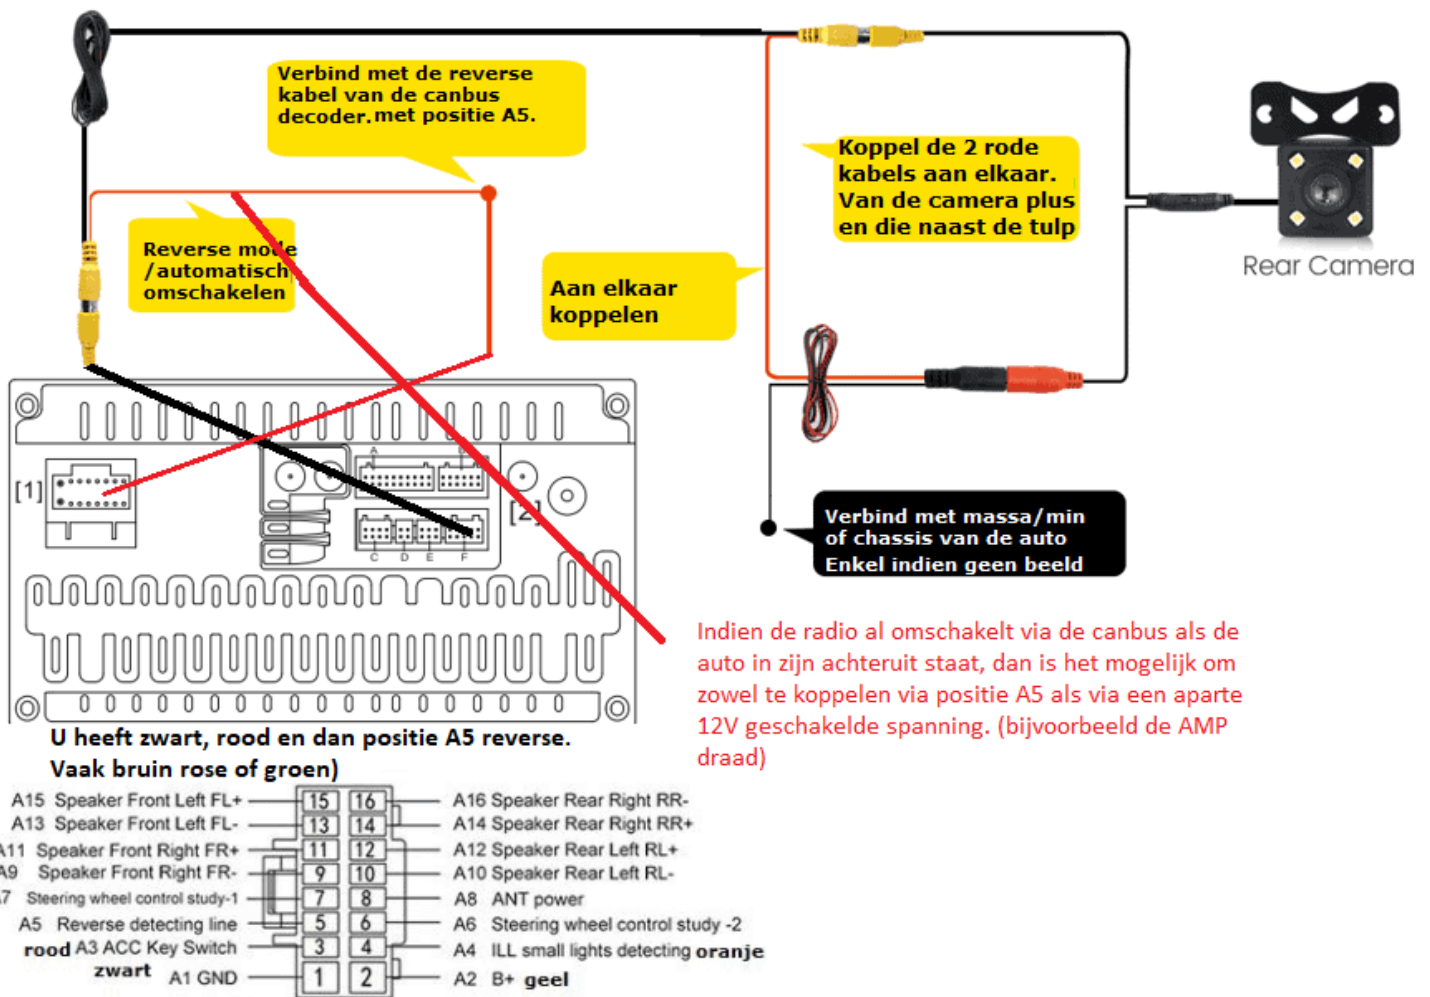 Verbind met de reverse
kabel van de canbus
decoder.met positie A5.
Koppel de 2 rode
kabels aan elkaar.
Van de camera plus
en die naast de tulp
Reverse mode
/automatisch
omschakelen
Aan elkaar
koppelen
Rear Camera
[1]
A
[2]
C D E F
Verbind met massa/min
of chassis van de auto
Enkel indien geen beeld
Indien de radio al omschakelt via de canbus als de
auto in zijn achteruit staat, dan is het mogelijk om
zowel te koppelen via positie A5 als via een aparte
12V geschakelde spanning. (bijvoorbeeld de AMP
draad)
U heeft zwart, rood en dan positie A5 reverse.
Vaak bruin rose of groen)
A15 Speaker Front Left FL+ 15 16 A16 Speaker Rear Right RR-
A13 Speaker Front Left FL- 13 14 A14 Speaker Rear Right RR+
A11 Speaker Front Right FR+ 11 12 A12 Speaker Rear Left RL+
A9 Speaker Front Right FR- 9 10 A10 Speaker Rear Left RL-
A7 Steering wheel control study-1 7 8 A8 ANT power
A5 Reverse detecting line 5 6 A6 Steering wheel control study -2
rood A3 ACC Key Switch 3 4 A4 ILL small lights detecting oranje
zwart A1 GND 1 2 A2 B+ geel